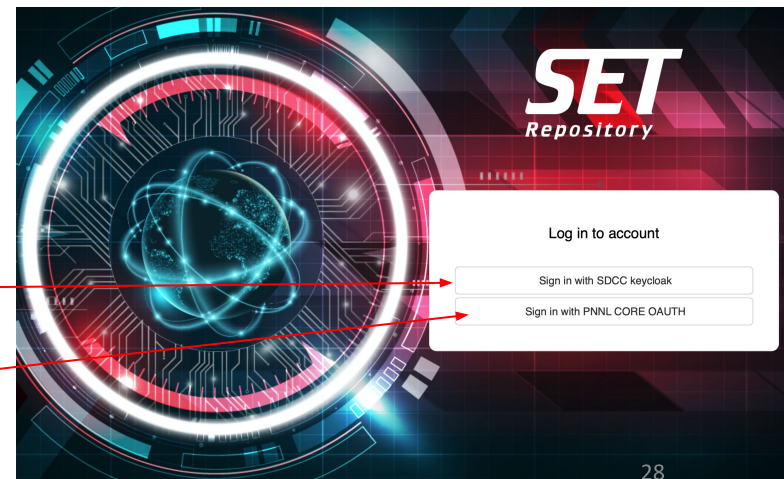 SET
Repository
Log in to account
Sign in with SDCC keycloak
Sign in with PNNL CORE OAUTH
28